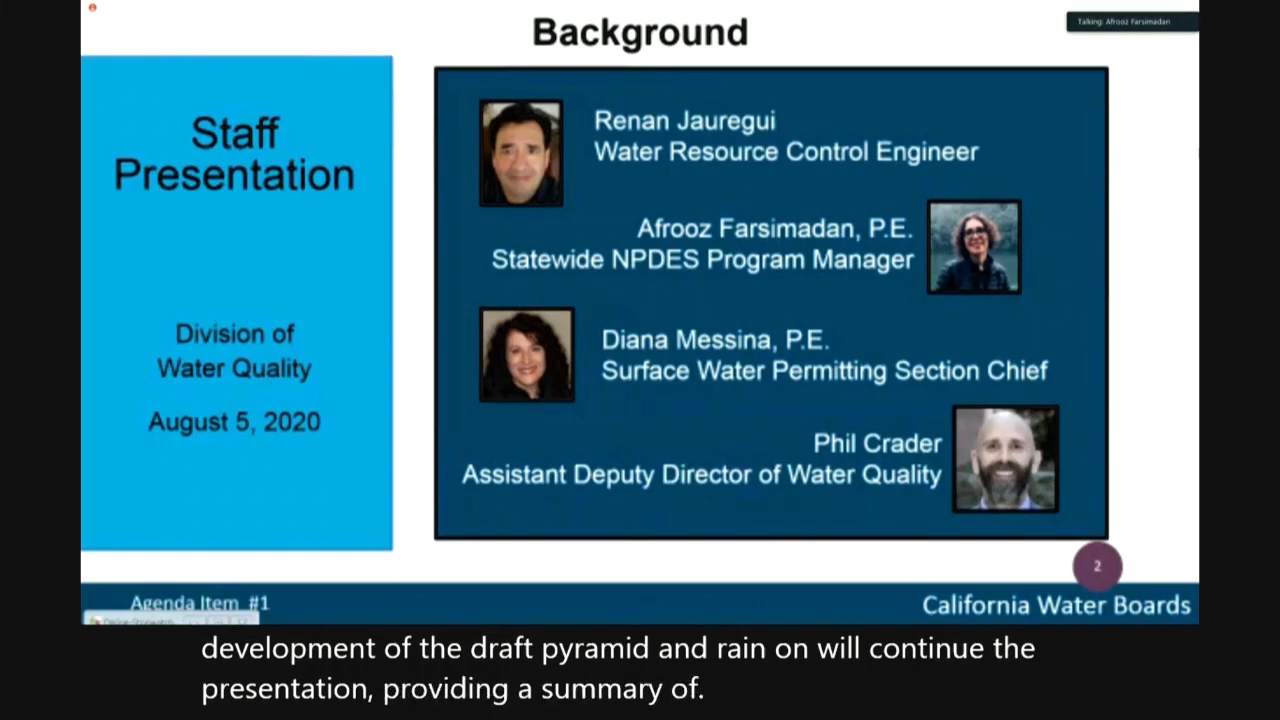 Background
Talking: Afrooz Farsimadan
Staff
Presentation
Division of
Water Quality
August 5, 2020
Renan Jauregui
Water Resource Control Engineer
Afrooz Farsimadan, P.E.
Statewide NPDES Program Manager
Diana Messina, P.E.
Surface Water Permitting Section Chief
Phil Crader
Assistant Deputy Director of Water Quality
2
Agenda Item #1
California Water Boards
development of the draft pyramid and rain on will continue the
presentation, providing a summary of.